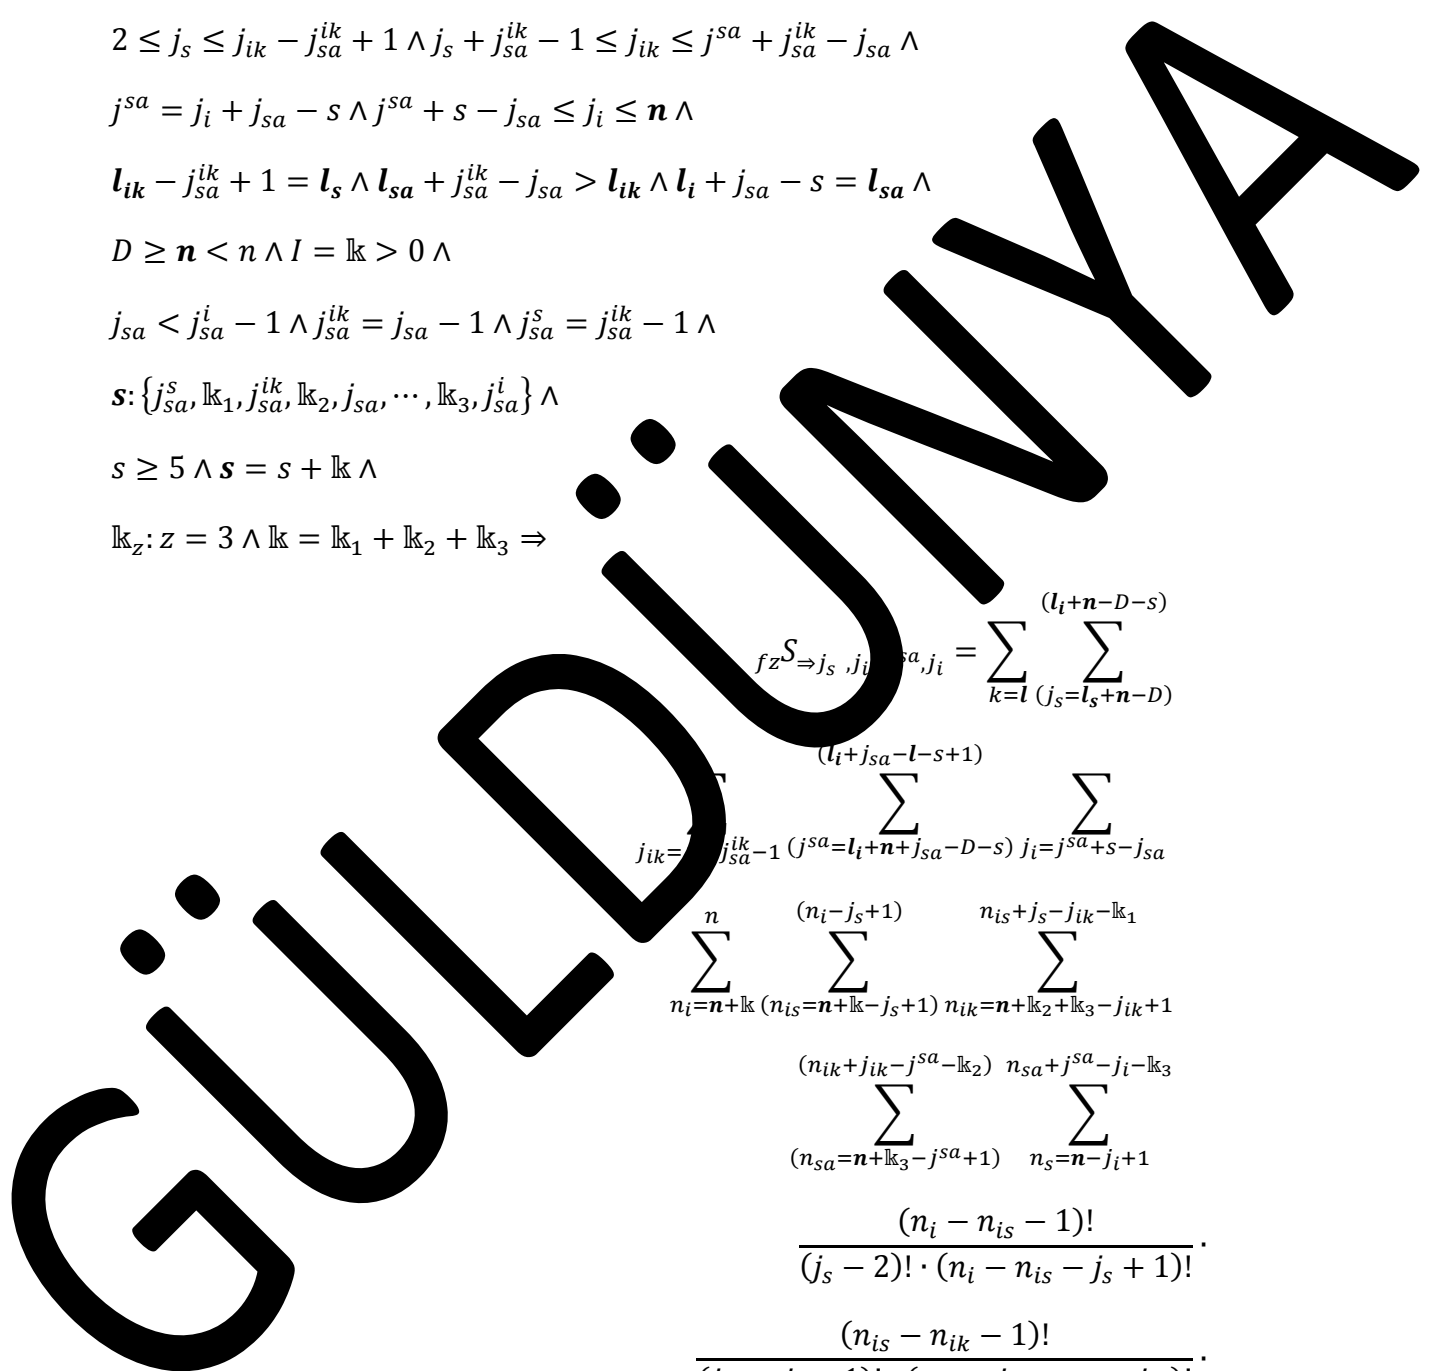 2 ≤ j_s ≤ j_{ik} − j_{sa}^{ik} + 1 ∧ j_s + j_{sa}^{ik} − 1 ≤ j_{ik} ≤ j^{sa} + j_{sa}^{ik} − j_{sa} ∧
j^{sa} = j_i + j_{sa} − s ∧ j^{sa} + s − j_{sa} ≤ j_i ≤ 𝒏 ∧
𝒍_{𝒊𝒌} − j_{sa}^{ik} + 1 = 𝒍_𝒔 ∧ 𝒍_{𝒔𝒂} + j_{sa}^{ik} − j_{sa} > 𝒍_{𝒊𝒌} ∧ 𝒍_𝒊 + j_{sa} − s = 𝒍_{𝒔𝒂} ∧
D ≥ 𝒏 < n ∧ I = 𝕜 > 0 ∧
j_{sa} < j_{sa}^{i} − 1 ∧ j_{sa}^{ik} = j_{sa} − 1 ∧ j_{sa}^{s} = j_{sa}^{ik} − 1 ∧
𝒔: {j_{sa}^{s}, 𝕜_1, j_{sa}^{ik}, 𝕜_2, j_{sa}, ⋯ , 𝕜_3, j_{sa}^{i}} ∧
s ≥ 5 ∧ 𝒔 = s + 𝕜 ∧
𝕜_z: z = 3 ∧ 𝕜 = 𝕜_1 + 𝕜_2 + 𝕜_3 ⇒
(𝒍_𝒊+𝒏−D−s)
_{fz}S_{⇒j_s ,j_i sa,j_i} = ∑ ∑
k=𝒍 (j_s=𝒍_𝒔+𝒏−D)
(𝒍_𝒊+j_{sa}−𝒍−s+1)
∑ ∑ ∑
j_{ik}= j_{sa}^{ik}−1 (j^{sa}=𝒍_𝒊+𝒏+j_{sa}−D−s) j_i=j^{sa}+s−j_{sa}
n (n_i−j_s+1) n_{is}+j_s−j_{ik}−𝕜_1
∑ ∑ ∑
n_i=𝒏+𝕜 (n_{is}=𝒏+𝕜−j_s+1) n_{ik}=𝒏+𝕜_2+𝕜_3−j_{ik}+1
(n_{ik}+j_{ik}−j^{sa}−𝕜_2) n_{sa}+j^{sa}−j_i−𝕜_3
∑ ∑
(n_{sa}=𝒏+𝕜_3−j^{sa}+1) n_s=𝒏−j_i+1
(n_i − n_{is} − 1)!
(j_s − 2)! · (n_i − n_{is} − j_s + 1)! ·
(n_{is} − n_{ik} − 1)! ·
GÜLDÜNYA